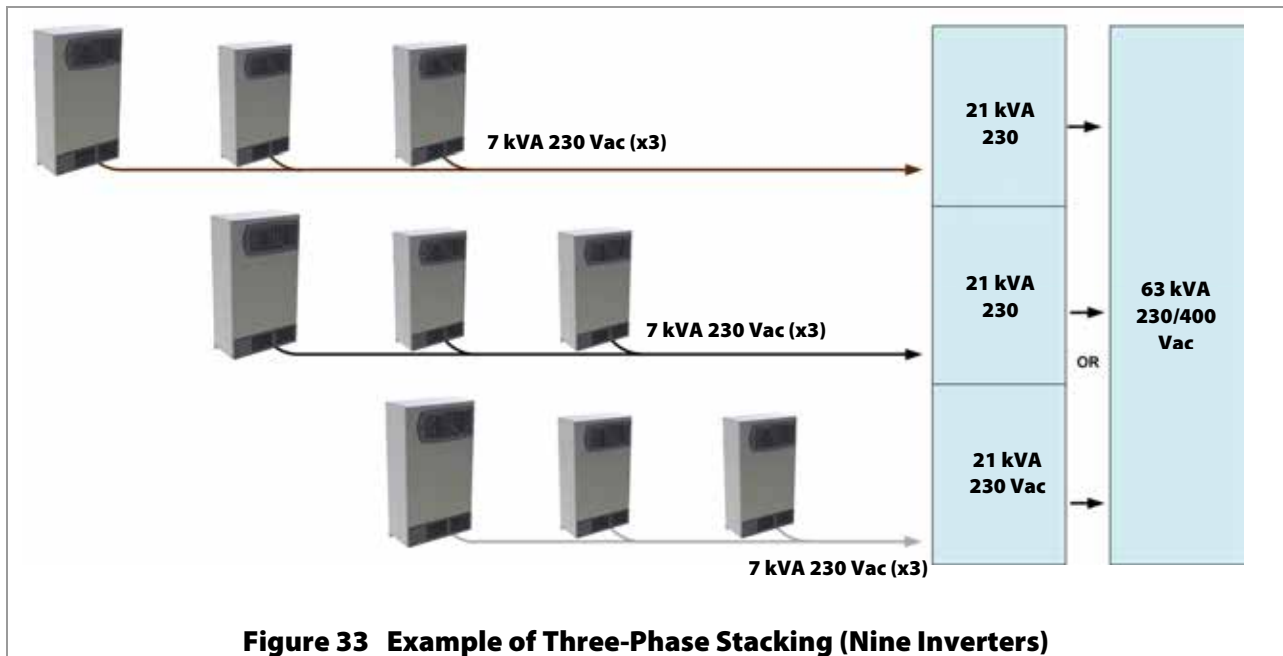 7 kVA 230 Vac (x3)
21 kVA
230
7 kVA 230 Vac (x3)
21 kVA
230
OR
63 kVA
230/400
Vac
7 kVA 230 Vac (x3)
21 kVA
230 Vac
Figure 33 Example of Three-Phase Stacking (Nine Inverters)